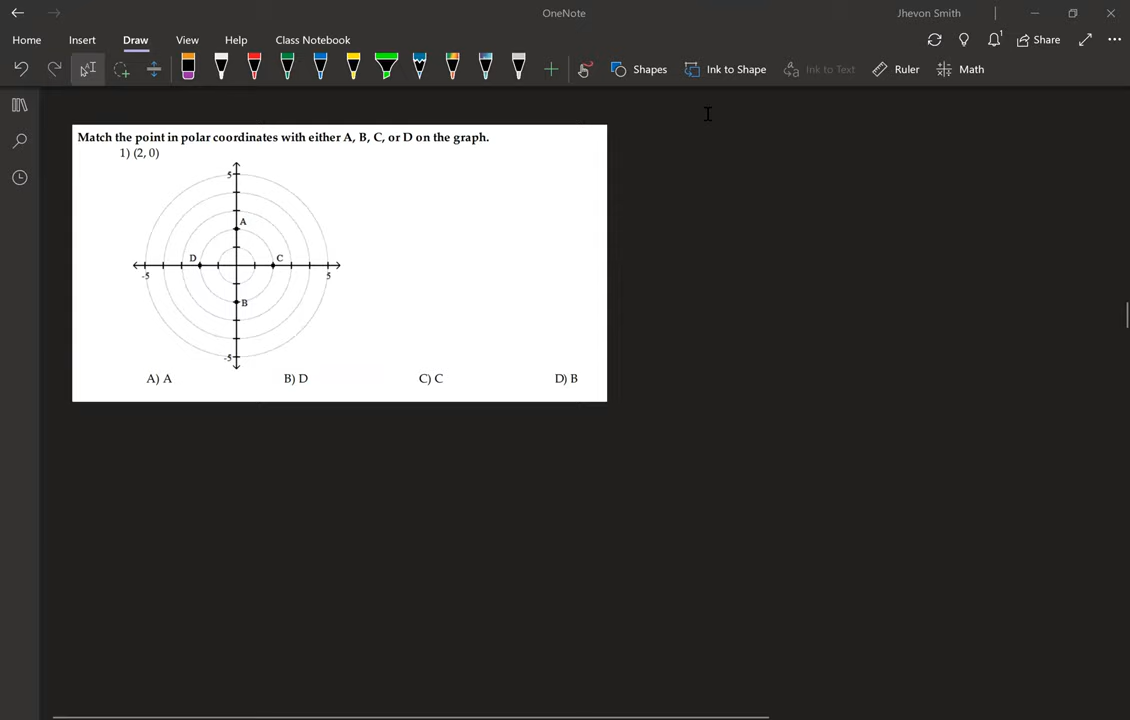 OneNote
Jhevon Smith
Home Insert Draw View Help Class Notebook
1
Share
A
Shapes
Ink to Shape
Ink to Text
Ruler
Math
Match the point in polar coordinates with either A, B, C, or D on the graph.
1) (2, 0)
5
A
D
C
-5
5
B
-5
A) A B) D C) C D) B